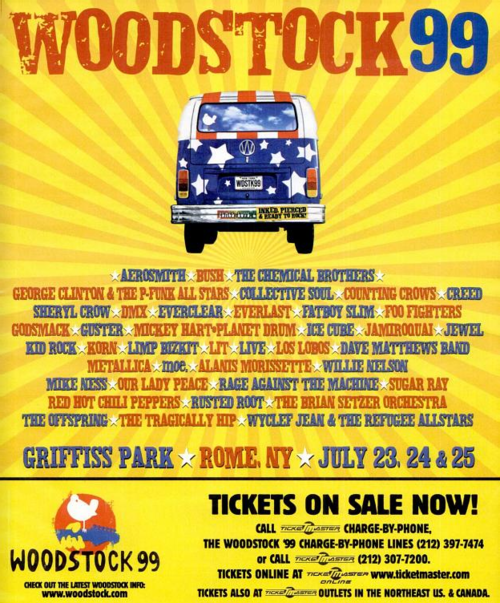 WOODSTOCK99
WDSTK99
INKED, PIERCED
& READY TO ROCK!
★AEROSMITH★BUSH★THE CHEMICAL BROTHERS★
GEORGE CLINTON & THE P-FUNK ALL STARS★COLLECTIVE SOUL★COUNTING CROWS★CREED
SHERYL CROW★DMX★EVERCLEAR★EVERLAST★FATBOY SLIM★FOO FIGHTERS
GODSMACK★GUSTER★MICKEY HART★PLANET DRUM★ICE CUBE★JAMIROQUAI★JEWEL
KID ROCK★KORN★LIMP BIZKIT★LIT★LIVE★LOS LOBOS★DAVE MATTHEWS BAND
METALLICA★moe.★ALANIS MORISSETTE★WILLIE NELSON
MIKE NESS★OUR LADY PEACE★RAGE AGAINST THE MACHINE★SUGAR RAY
RED HOT CHILI PEPPERS★RUSTED ROOT★THE BRIAN SETZER ORCHESTRA
THE OFFSPRING★THE TRAGICALLY HIP★WYCLEF JEAN & THE REFUGEE ALLSTARS
GRIFFISS PARK ★ ROME, NY ★ JULY 23, 24 & 25
WOODSTOCK 99
CHECK OUT THE LATEST WOODSTOCK INFO:
www.woodstock.com
TICKETS ON SALE NOW!
CALL TICKETMASTER CHARGE-BY-PHONE,
THE WOODSTOCK '99 CHARGE-BY-PHONE LINES (212) 397-7474
or CALL TICKETMASTER (212) 307-7200.
TICKETS ONLINE AT TICKETMASTER ONLINE www.ticketmaster.com
TICKETS ALSO AT TICKETMASTER OUTLETS IN THE NORTHEAST US. & CANADA.